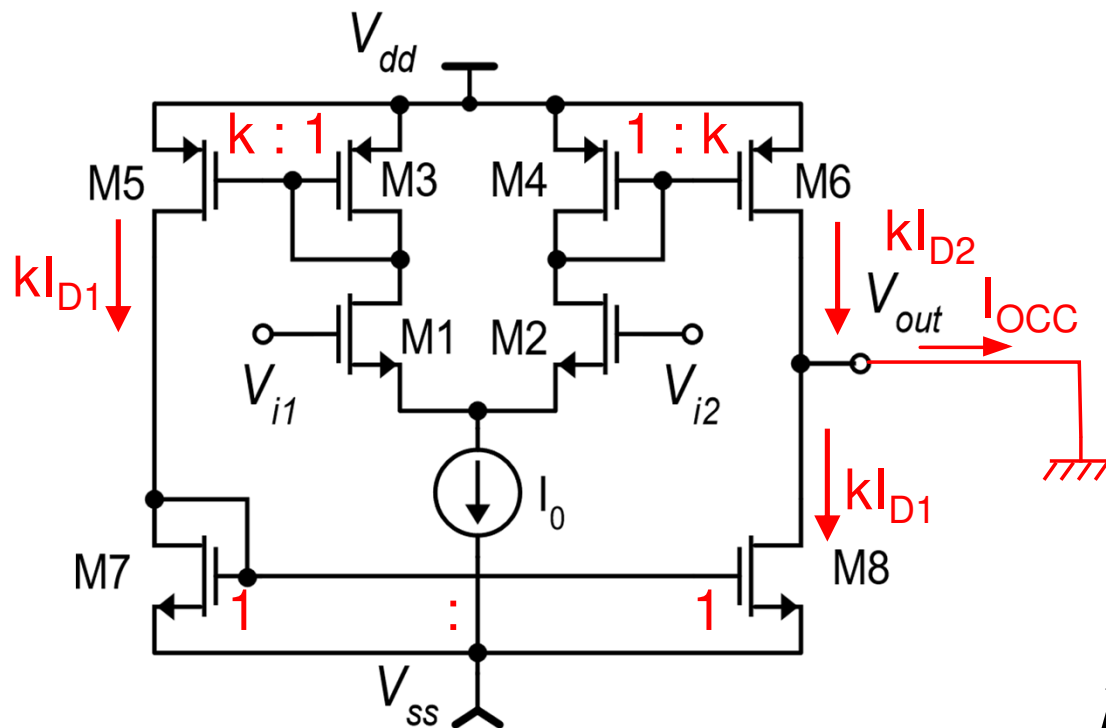 V_dd
k : 1
1 : k
M5
M3
M4
M6
kI_D1
kI_D2
V_out
I_OCC
M1
M2
V_i1
V_i2
I_0
kI_D1
M7
M8
1 : 1
V_ss